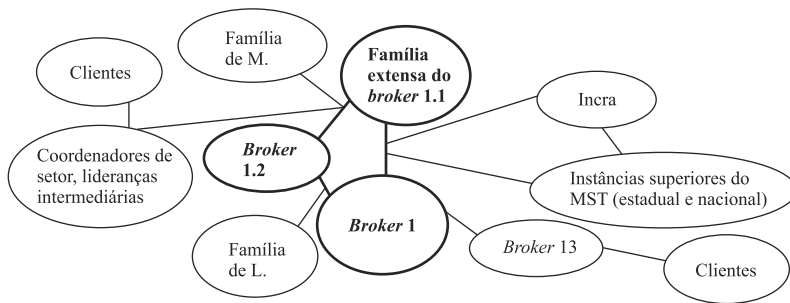 Família
de M.
Família
extensa do
broker 1.1
Clientes
Incra
Coordenadores de
setor, lideranças
intermediárias
Broker
1.2
Instâncias superiores do
MST (estadual e nacional)
Broker 1
Família
de L.
Broker 13
Clientes